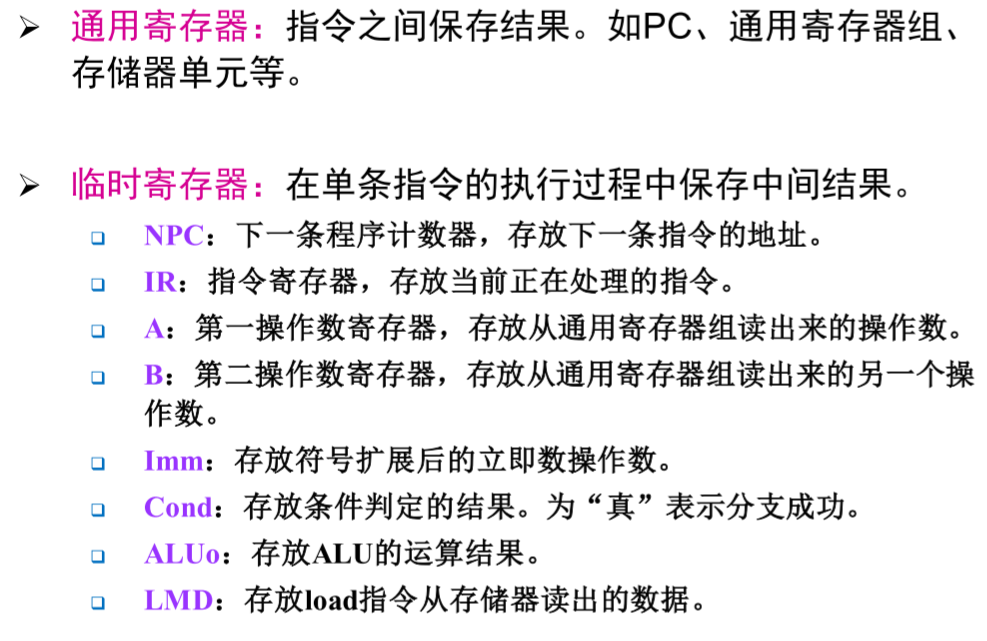 ➢ 通用寄存器：指令之间保存结果。如PC、通用寄存器组、
存储器单元等。
➢ 临时寄存器：在单条指令的执行过程中保存中间结果。
❑ NPC：下一条程序计数器，存放下一条指令的地址。
❑ IR：指令寄存器，存放当前正在处理的指令。
❑ A：第一操作数寄存器，存放从通用寄存器组读出来的操作数。
❑ B：第二操作数寄存器，存放从通用寄存器组读出来的另一个操
作数。
❑ Imm：存放符号扩展后的立即数操作数。
❑ Cond：存放条件判定的结果。为“真”表示分支成功。
❑ ALUo：存放ALU的运算结果。
❑ LMD：存放load指令从存储器读出的数据。